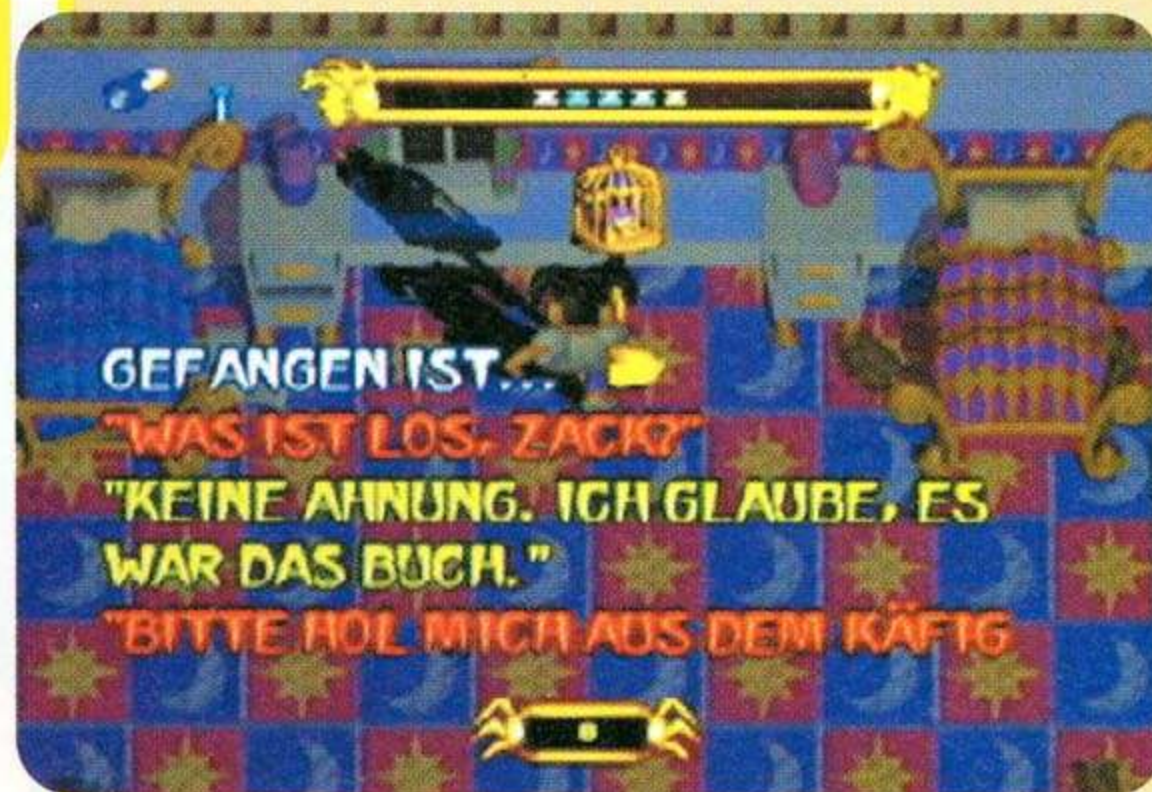 GEFANGEN IST...
"WAS IST LOS, ZACK?"
"KEINE AHNUNG. ICH GLAUBE, ES
WAR DAS BUCH."
"BITTE HOL MICH AUS DEM KÄFIG